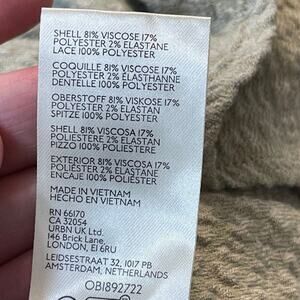 SHELL 81% VISCOSE 17%
POLYESTER 2% ELASTANE
LACE 100% POLYESTER
COQUILLE 81% VISCOSE 17%
POLYESTER 2% ÉLASTHANNE
DENTELLE 100% POLYESTER
OBERSTOFF 81% VISKOSE 17%
POLYESTER 2% ELASTAN
SPITZE 100% POLYESTER
SHELL 81% VISCOSA 17%
POLIESTERE 2% ELASTAN
PIZZO 100% POLIESTERE
EXTERIOR 81% VISCOSA 17%
POLIÉSTER 2% ELASTANO
ENCAJE 100% POLIÉSTER
MADE IN VIETNAM
HECHO EN VIETNAM
RN 66170
CA 32054
URBN UK Ltd.
146 Brick Lane,
LONDON, E1 6RU
LEIDSESTRAAT 32, 1017 PB
AMSTERDAM, NETHERLANDS
OB1892722